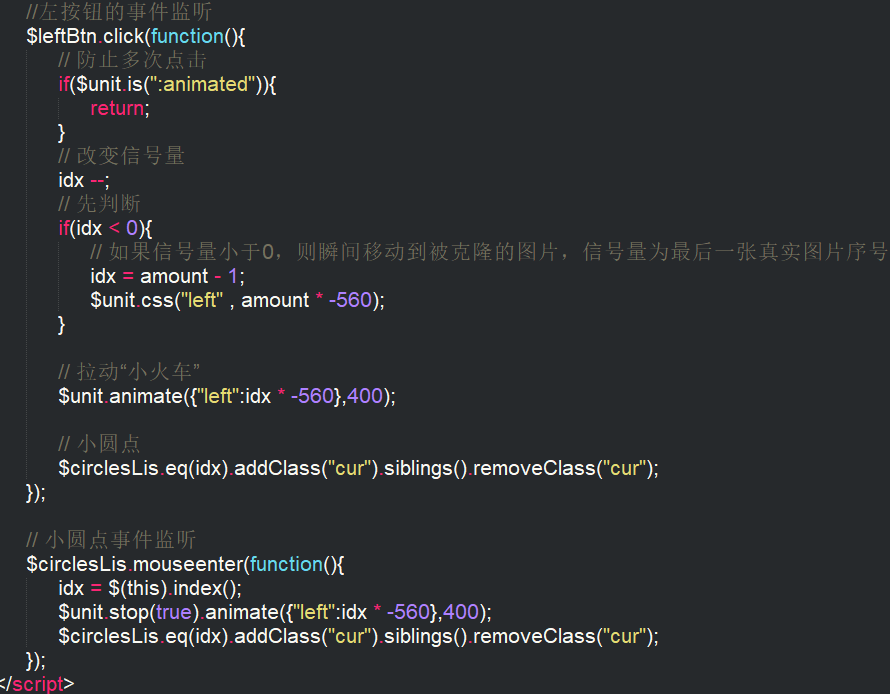 //左按钮的事件监听
$leftBtn.click(function(){
// 防止多次点击
if($unit.is(":animated")){
return;
}
// 改变信号量
idx --;
// 先判断
if(idx < 0){
// 如果信号量小于0，则瞬间移动到被克隆的图片，信号量为最后一张真实图片序号
idx = amount - 1;
$unit.css("left" , amount * -560);
}
// 拉动“小火车”
$unit.animate({"left":idx * -560},400);
// 小圆点
$circlesLis.eq(idx).addClass("cur").siblings().removeClass("cur");
});
// 小圆点事件监听
$circlesLis.mouseenter(function(){
idx = $(this).index();
$unit.stop(true).animate({"left":idx * -560},400);
$circlesLis.eq(idx).addClass("cur").siblings().removeClass("cur");
});
</script>